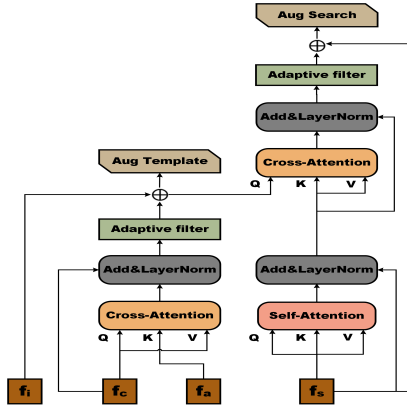 Aug Search
Adaptive filter
Add&LayerNorm
Cross-Attention
Q K V
Aug Template
Adaptive filter
Add&LayerNorm
Cross-Attention
Q K V
Add&LayerNorm
Self-Attention
Q K V
fi
fc
fa
fs